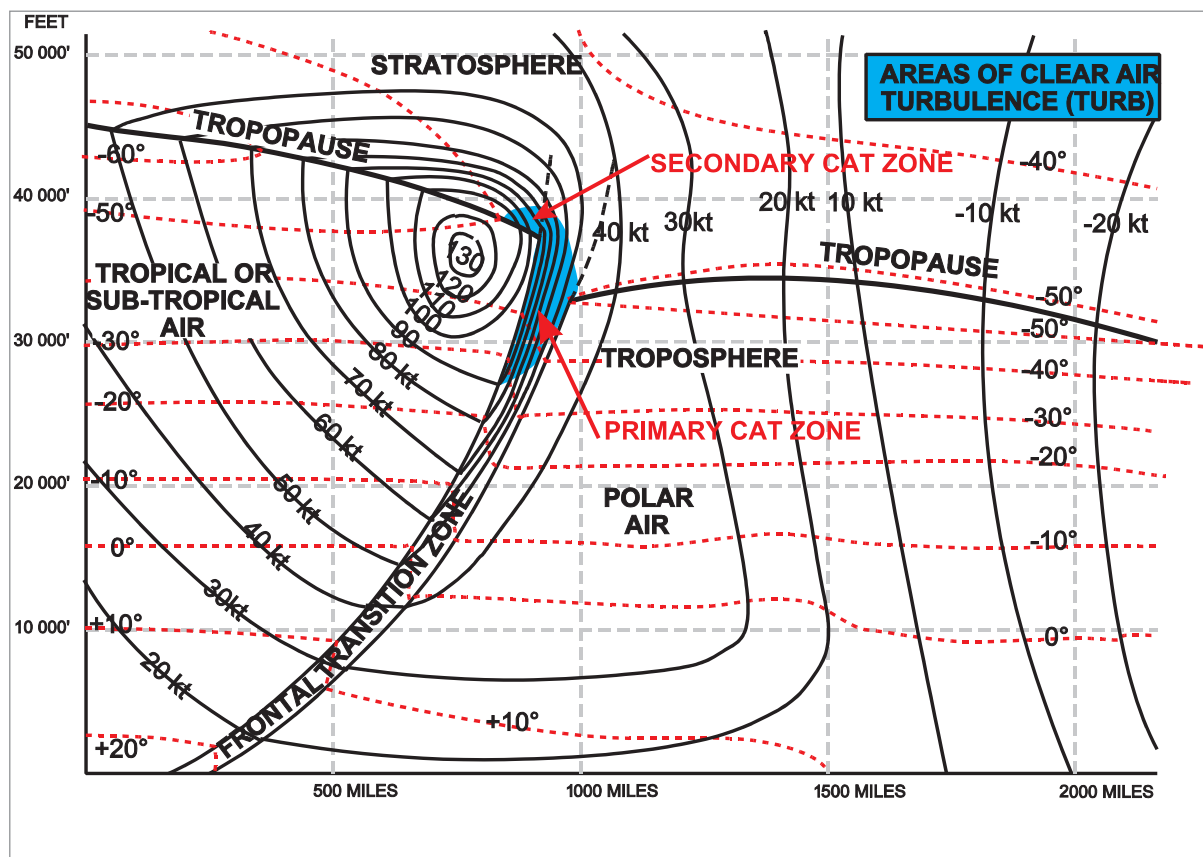 FEET
50 000'
STRATOSPHERE
AREAS OF CLEAR AIR
TURBULENCE (TURB)
TROPOPAUSE
-60°
SECONDARY CAT ZONE
-40°
40 000'
-50°
40 kt
30kt
20 kt
10 kt
-10 kt
-20 kt
130
120
110
100
90
80 kt
70 kt
60 kt
50 kt
40 kt
30kt
20 kt
TROPICAL OR
SUB-TROPICAL
AIR
TROPOPAUSE
-50°
-50°
30 000'
-30°
TROPOSPHERE
-40°
-20°
PRIMARY CAT ZONE
-30°
-20°
20 000'
-10°
POLAR
AIR
0°
-10°
FRONTAL TRANSITION ZONE
10 000'
+10°
0°
+10°
+20°
500 MILES
1000 MILES
1500 MILES
2000 MILES